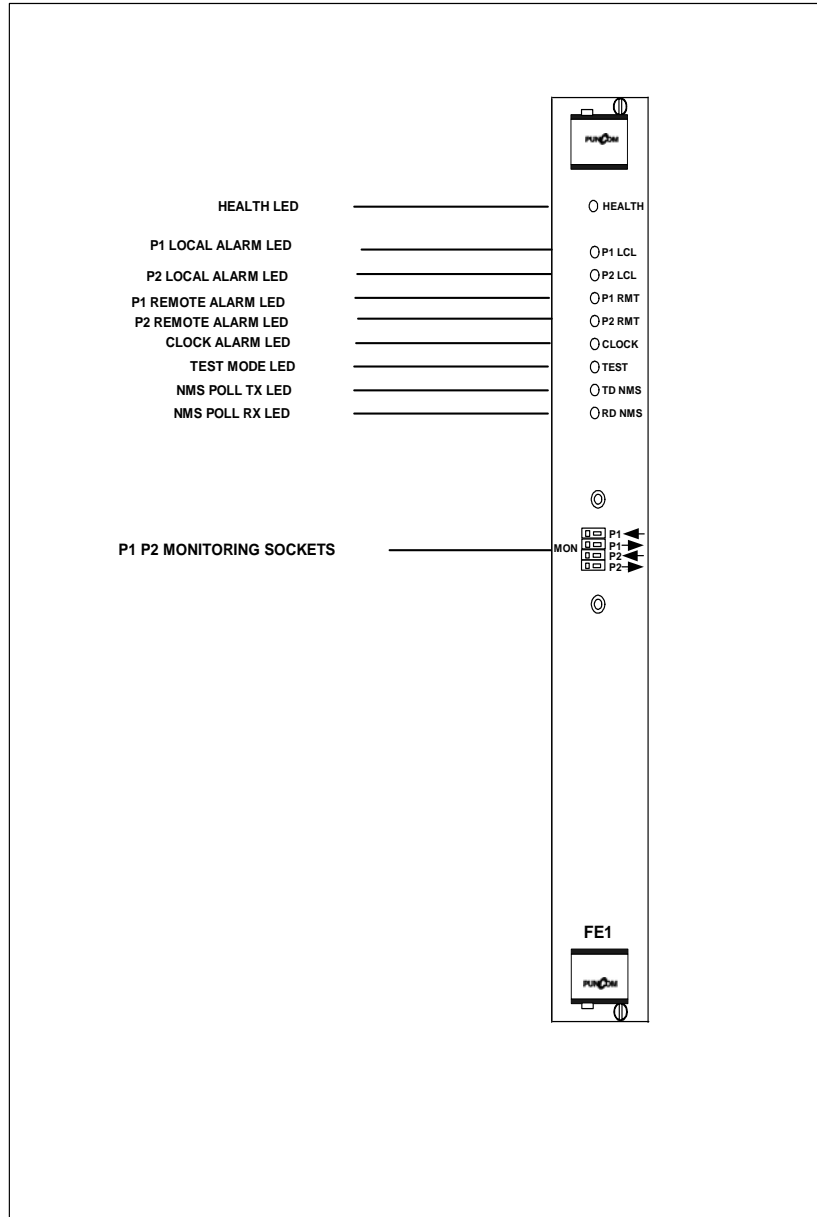 PUNCOM
HEALTH LED
HEALTH
P1 LOCAL ALARM LED
P1 LCL
P2 LOCAL ALARM LED
P2 LCL
P1 REMOTE ALARM LED
P1 RMT
P2 REMOTE ALARM LED
P2 RMT
CLOCK ALARM LED
CLOCK
TEST MODE LED
TEST
NMS POLL TX LED
TD NMS
NMS POLL RX LED
RD NMS
P1 P2 MONITORING SOCKETS
MON
P1
P1
P2
P2
FE1
PUNCOM